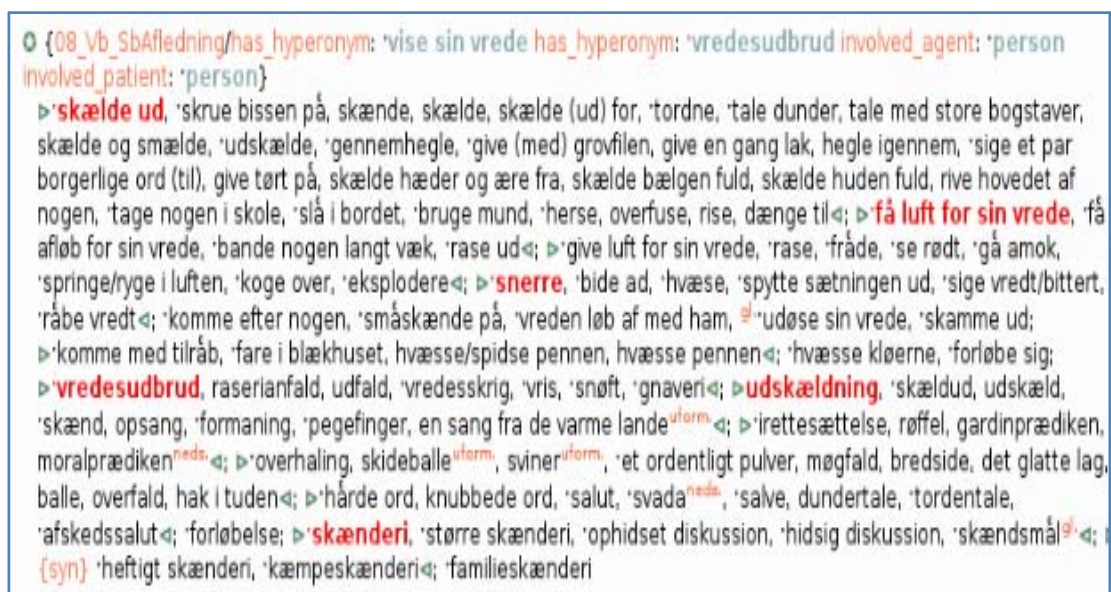 ✪ {08_Vb_SbAfledning/has_hyperonym: ·vise sin vrede has_hyperonym: ·vredesudbrud involved_agent: ·person
involved_patient: ·person}
▹·skælde ud, ·skrue bissen på, skænde, skælde, skælde (ud) for, ·tordne, ·tale dunder, tale med store bogstaver,
skælde og smælde, ·udskælde, ·gennemhegle, ·give (med) grovfilen, give en gang lak, hegle igennem, ·sige et par
borgerlige ord (til), give tørt på, skælde hæder og ære fra, skælde bælgen fuld, skælde huden fuld, rive hovedet af
nogen, ·tage nogen i skole, ·slå i bordet, ·bruge mund, ·herse, overfuse, rise, dænge til◃; ▹·få luft for sin vrede, ·få
afløb for sin vrede, ·bande nogen langt væk, ·rase ud◃; ▹·give luft for sin vrede, ·rase, ·fråde, ·se rødt, ·gå amok,
·springe/ryge i luften, ·koge over, ·eksplodere◃; ▹·snerre, ·bide ad, ·hvæse, ·spytte sætningen ud, ·sige vredt/bittert,
·råbe vredt◃; ·komme efter nogen, ·småskænde på, ·vreden løb af med ham, gl. ·udøse sin vrede, ·skamme ud;
▹·komme med tilråb, ·fare i blækhuset, hvæsse/spidse pennen, hvæsse pennen◃; ·hvæsse kløerne, ·forløbe sig;
▹·vredesudbrud, raserianfald, udfald, ·vredesskrig, ·vris, ·snøft, ·gnaveri◃; ▹udskældning, ·skældud, udskæld,
·skænd, opsang, ·formaning, ·pegefinger, en sang fra de varme lande uform. ◃; ▹·irettesættelse, røffel, gardinprædiken,
moralprædiken neds. ◃; ▹·overhaling, skideballe uform., sviner uform., ·et ordentligt pulver, møgfald, bredside, det glatte lag,
balle, overfald, hak i tuden◃; ▹·hårde ord, knubbede ord, ·salut, ·svada neds., ·salve, dundertale, ·tordentale,
·afskedssalut◃; ·forløbelse; ▹·skænderi, ·større skænderi, ·ophidset diskussion, ·hidsig diskussion, ·skændsmål gl. ◃;
{syn} ·heftigt skænderi, ·kæmpeskænderi◃; ·familieskænderi